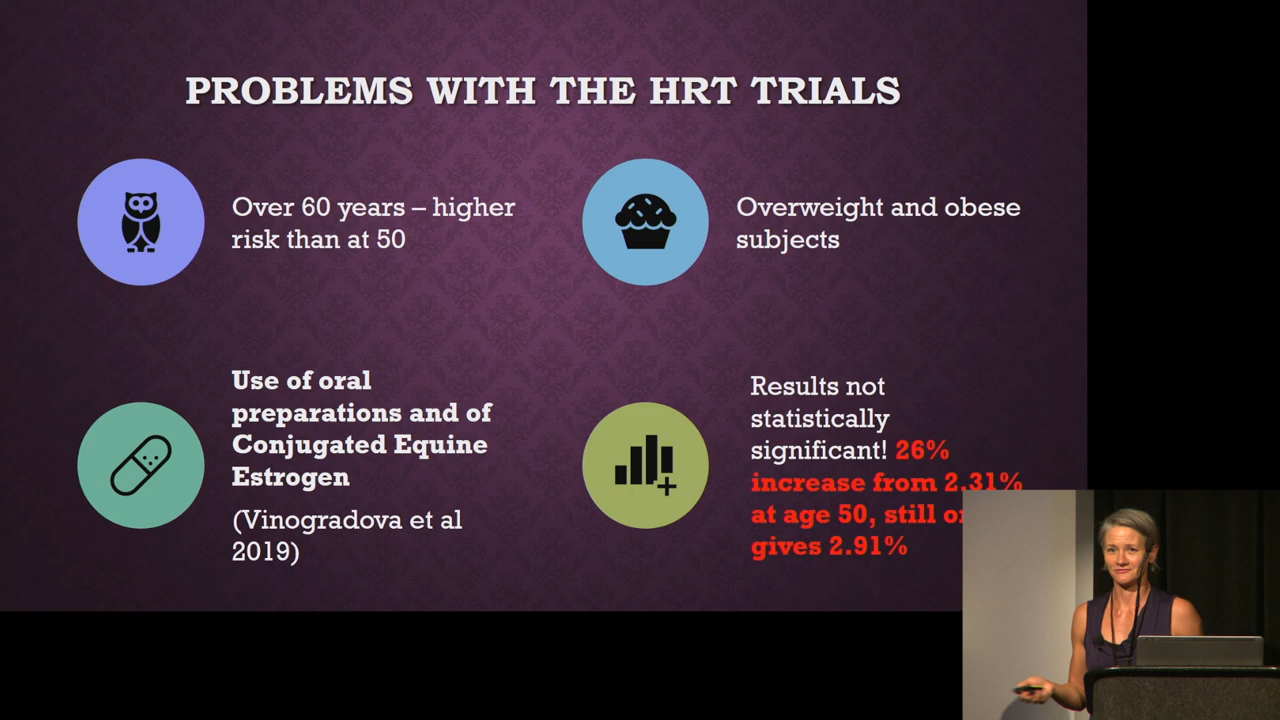 PROBLEMS WITH THE HRT TRIALS
Over 60 years – higher
risk than at 50
Overweight and obese
subjects
Use of oral
preparations and of
Conjugated Equine
Estrogen
(Vinogradova et al
2019)
Results not
statistically
significant! 26%
increase from 2.31%
at age 50, still
gives 2.91%